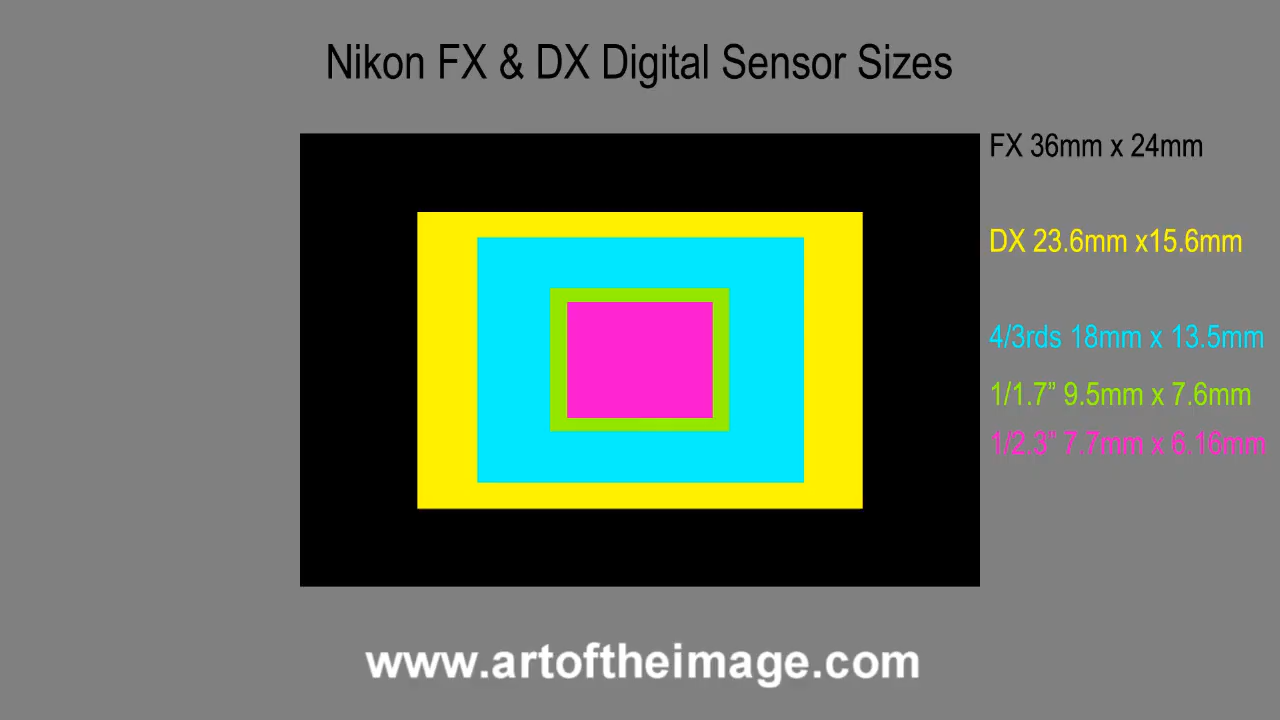 Nikon FX & DX Digital Sensor Sizes
FX 36mm x 24mm
DX 23.6mm x15.6mm
4/3rds 18mm x 13.5mm
1/1.7” 9.5mm x 7.6mm
1/2.3” 7.7mm x 6.16mm
www.artoftheimage.com